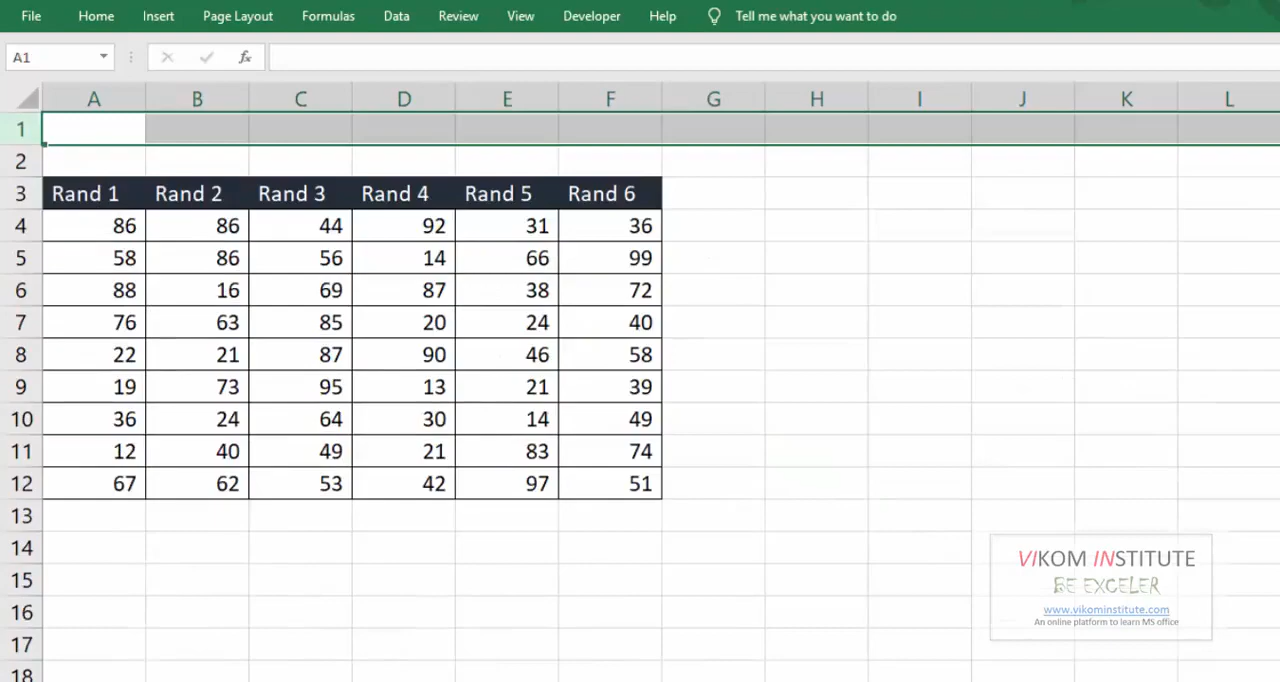 File Home Insert Page Layout Formulas Data Review View Developer Help Tell me what you want to do
A1 fx
A B C D E F G H I J K L
1
2
3 Rand 1 Rand 2 Rand 3 Rand 4 Rand 5 Rand 6
4 86 86 44 92 31 36
5 58 86 56 14 66 99
6 88 16 69 87 38 72
7 76 63 85 20 24 40
8 22 21 87 90 46 58
9 19 73 95 13 21 39
10 36 24 64 30 14 49
11 12 40 49 21 83 74
12 67 62 53 42 97 51
13
14
15
16
17
18
VIKOM INSTITUTE
BE EXCELER
www.vikominstitute.com
An online platform to learn MS office